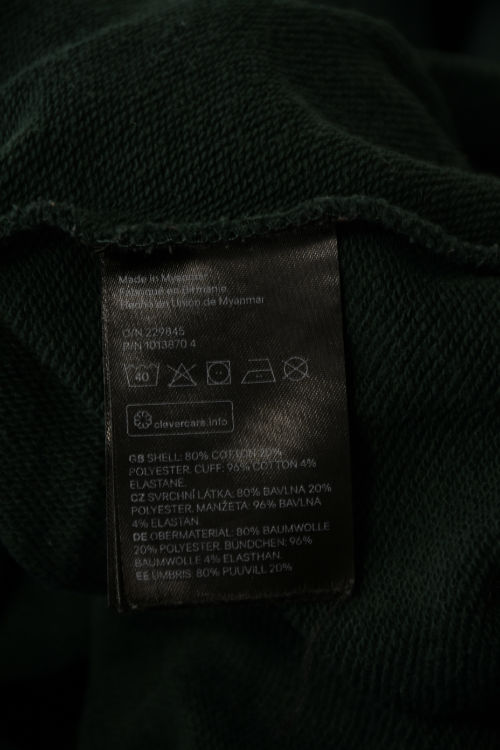 Made in Myanmar
Fabriqué en Birmanie
Hecho en Union de Myanmar
O/N 229845
P/N 1013870 4
40
clevercare.info
GB SHELL: 80% COTTON 20%
POLYESTER. CUFF: 96% COTTON 4%
ELASTANE.
CZ SVRCHNÍ LÁTKA: 80% BAVLNA 20%
POLYESTER. MANŽETA: 96% BAVLNA
4% ELASTAN
DE OBERMATERIAL: 80% BAUMWOLLE
20% POLYESTER. BÜNDCHEN: 96%
BAUMWOLLE 4% ELASTHAN.
EE ÜMBRIS: 80% PUUVILL 20%